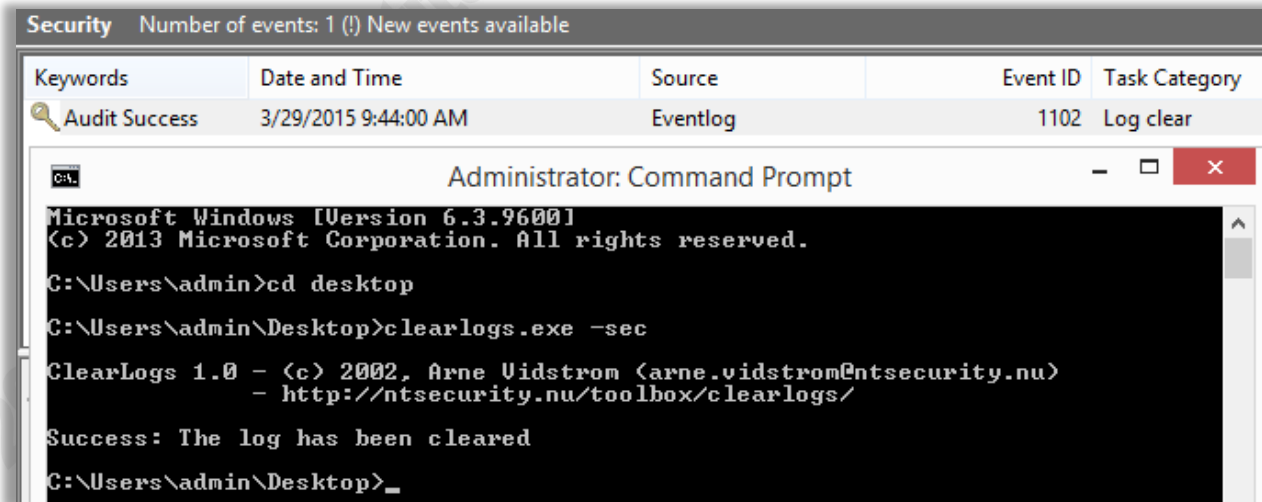 Security Number of events: 1 (!) New events available
Keywords Date and Time Source Event ID Task Category
Audit Success 3/29/2015 9:44:00 AM Eventlog 1102 Log clear
Administrator: Command Prompt
Microsoft Windows [Version 6.3.9600]
(c) 2013 Microsoft Corporation. All rights reserved.
C:\Users\admin>cd desktop
C:\Users\admin\Desktop>clearlogs.exe -sec
ClearLogs 1.0 - (c) 2002, Arne Vidstrom (arne.vidstrom@ntsecurity.nu)
- http://ntsecurity.nu/toolbox/clearlogs/
Success: The log has been cleared
C:\Users\admin\Desktop>_